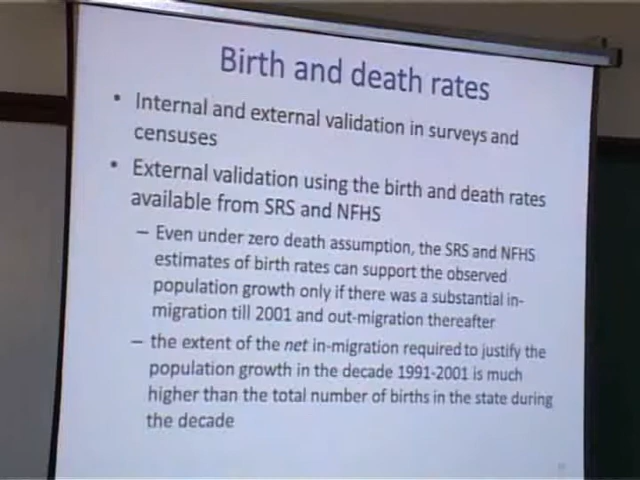 Birth and death rates
• Internal and external validation in surveys and
censuses
• External validation using the birth and death rates
available from SRS and NFHS
– Even under zero death assumption, the SRS and NFHS
estimates of birth rates can support the observed
population growth only if there was a substantial in-
migration till 2001 and out-migration thereafter
– the extent of the net in-migration required to justify the
population growth in the decade 1991-2001 is much
higher than the total number of births in the state during
the decade